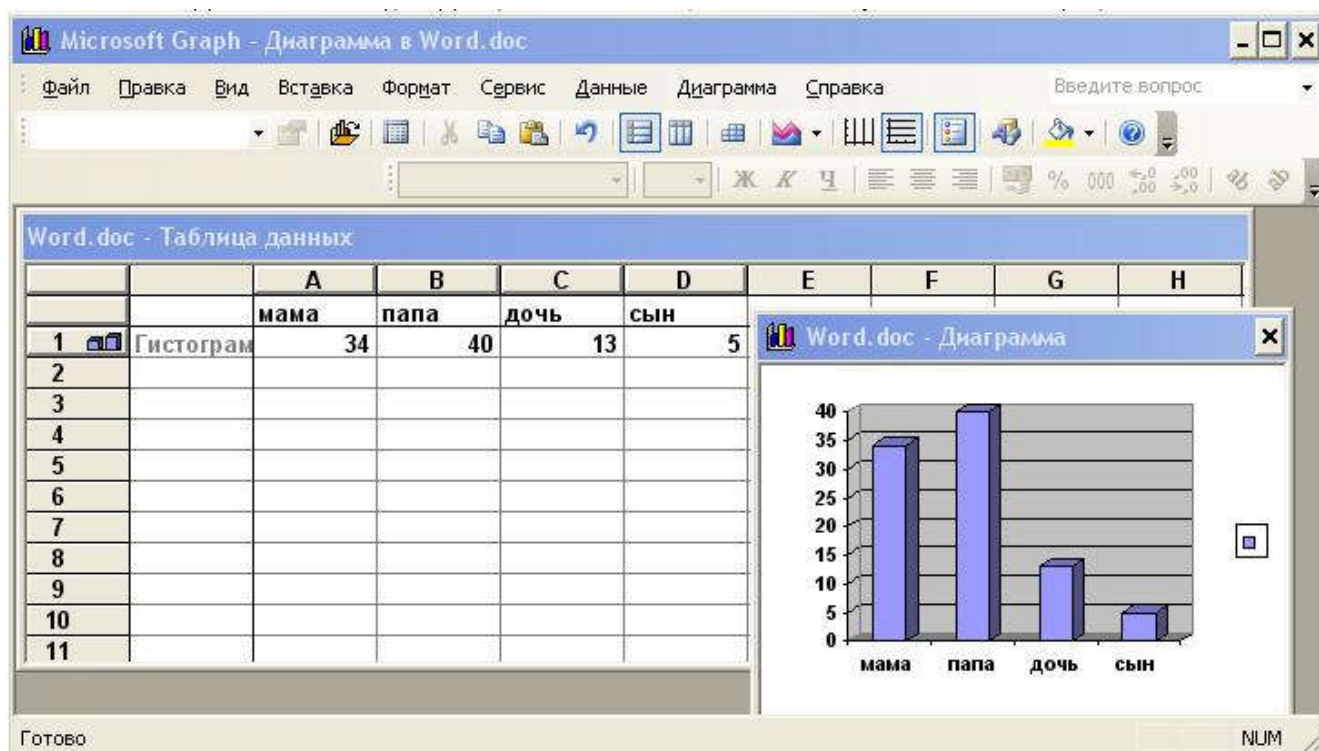 Microsoft Graph - Диаграмма в Word.doc
Файл Правка Вид Вставка Формат Сервис Данные Диаграмма Справка Введите вопрос
Ж К Ч % 000
Word.doc - Таблица данных
A B C D E F G H
мама папа дочь сын
1 Гистограм 34 40 13 5
2
3
4
5
6
7
8
9
10
11
Word.doc - Диаграмма
40
35
30
25
20
15
10
5
0
мама папа дочь сын
Готово NUM